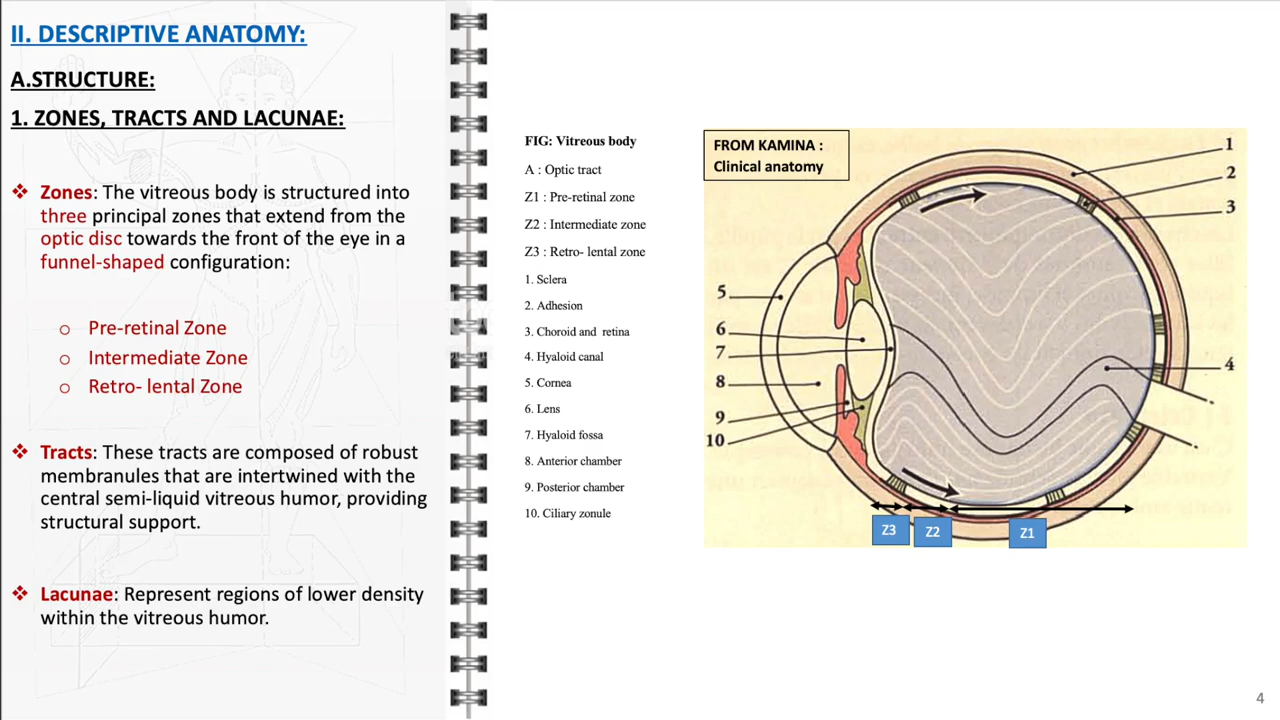 II. DESCRIPTIVE ANATOMY:
A.STRUCTURE:
1. ZONES, TRACTS AND LACUNAE:
❖ Zones: The vitreous body is structured into
three principal zones that extend from the
optic disc towards the front of the eye in a
funnel-shaped configuration:
o Pre-retinal Zone
o Intermediate Zone
o Retro- lental Zone
❖ Tracts: These tracts are composed of robust
membranules that are intertwined with the
central semi-liquid vitreous humor, providing
structural support.
❖ Lacunae: Represent regions of lower density
within the vitreous humor.
FIG: Vitreous body
A : Optic tract
Z1 : Pre-retinal zone
Z2 : Intermediate zone
Z3 : Retro- lental zone
1. Sclera
2. Adhesion
3. Choroid and retina
4. Hyaloid canal
5. Cornea
6. Lens
7. Hyaloid fossa
8. Anterior chamber
9. Posterior chamber
10. Ciliary zonule
FROM KAMINA :
Clinical anatomy
1
2
3
4
5
6
7
8
9
10
Z3
Z2
Z1
4